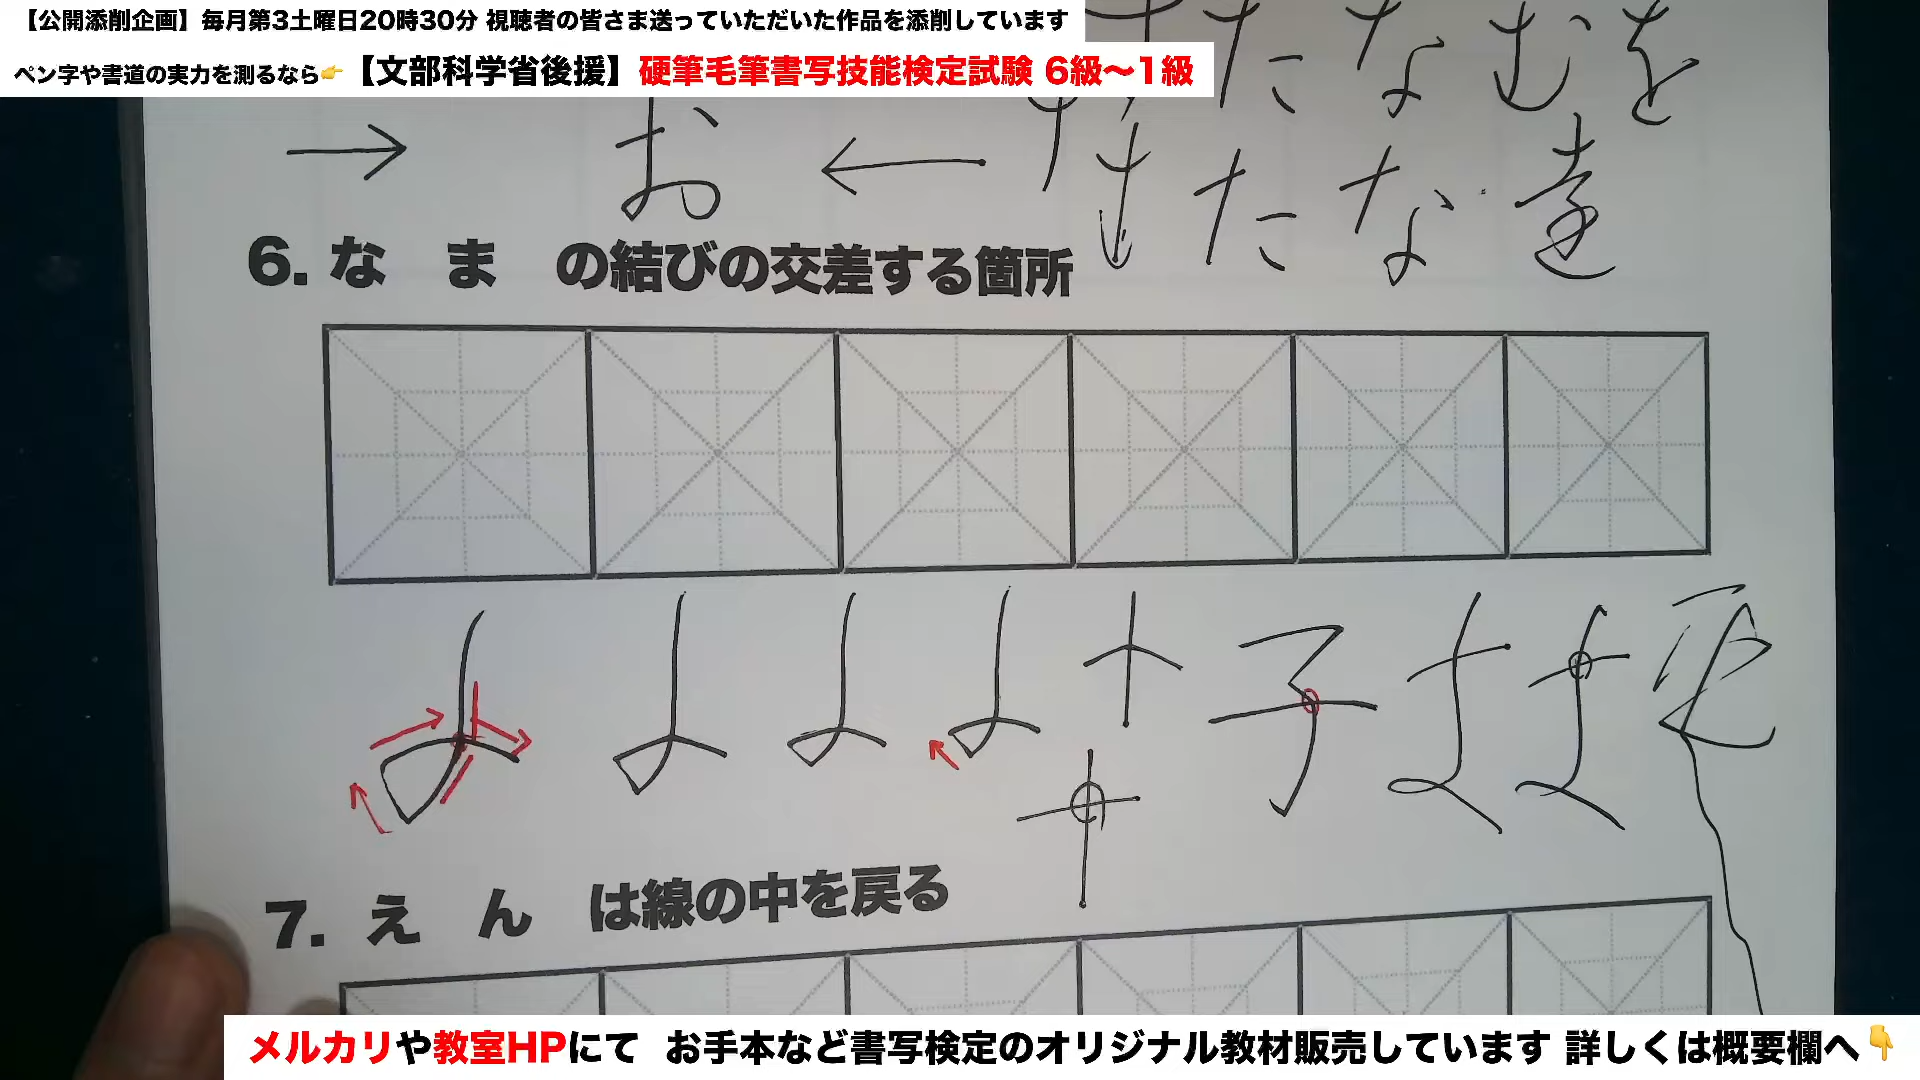 【公開添削企画】毎月第3土曜日20時30分 視聴者の皆さま送っていただいた作品を添削しています
ペン字や書道の実力を測るなら👉【文部科学省後援】硬筆毛筆書写技能検定試験 6級〜1級
たなむを
→ お ← すたなを
6. な ま の結びの交差する箇所
子
7. え ん は線の中を戻る
メルカリや教室HPにて お手本など書写検定のオリジナル教材販売しています 詳しくは概要欄へ👇